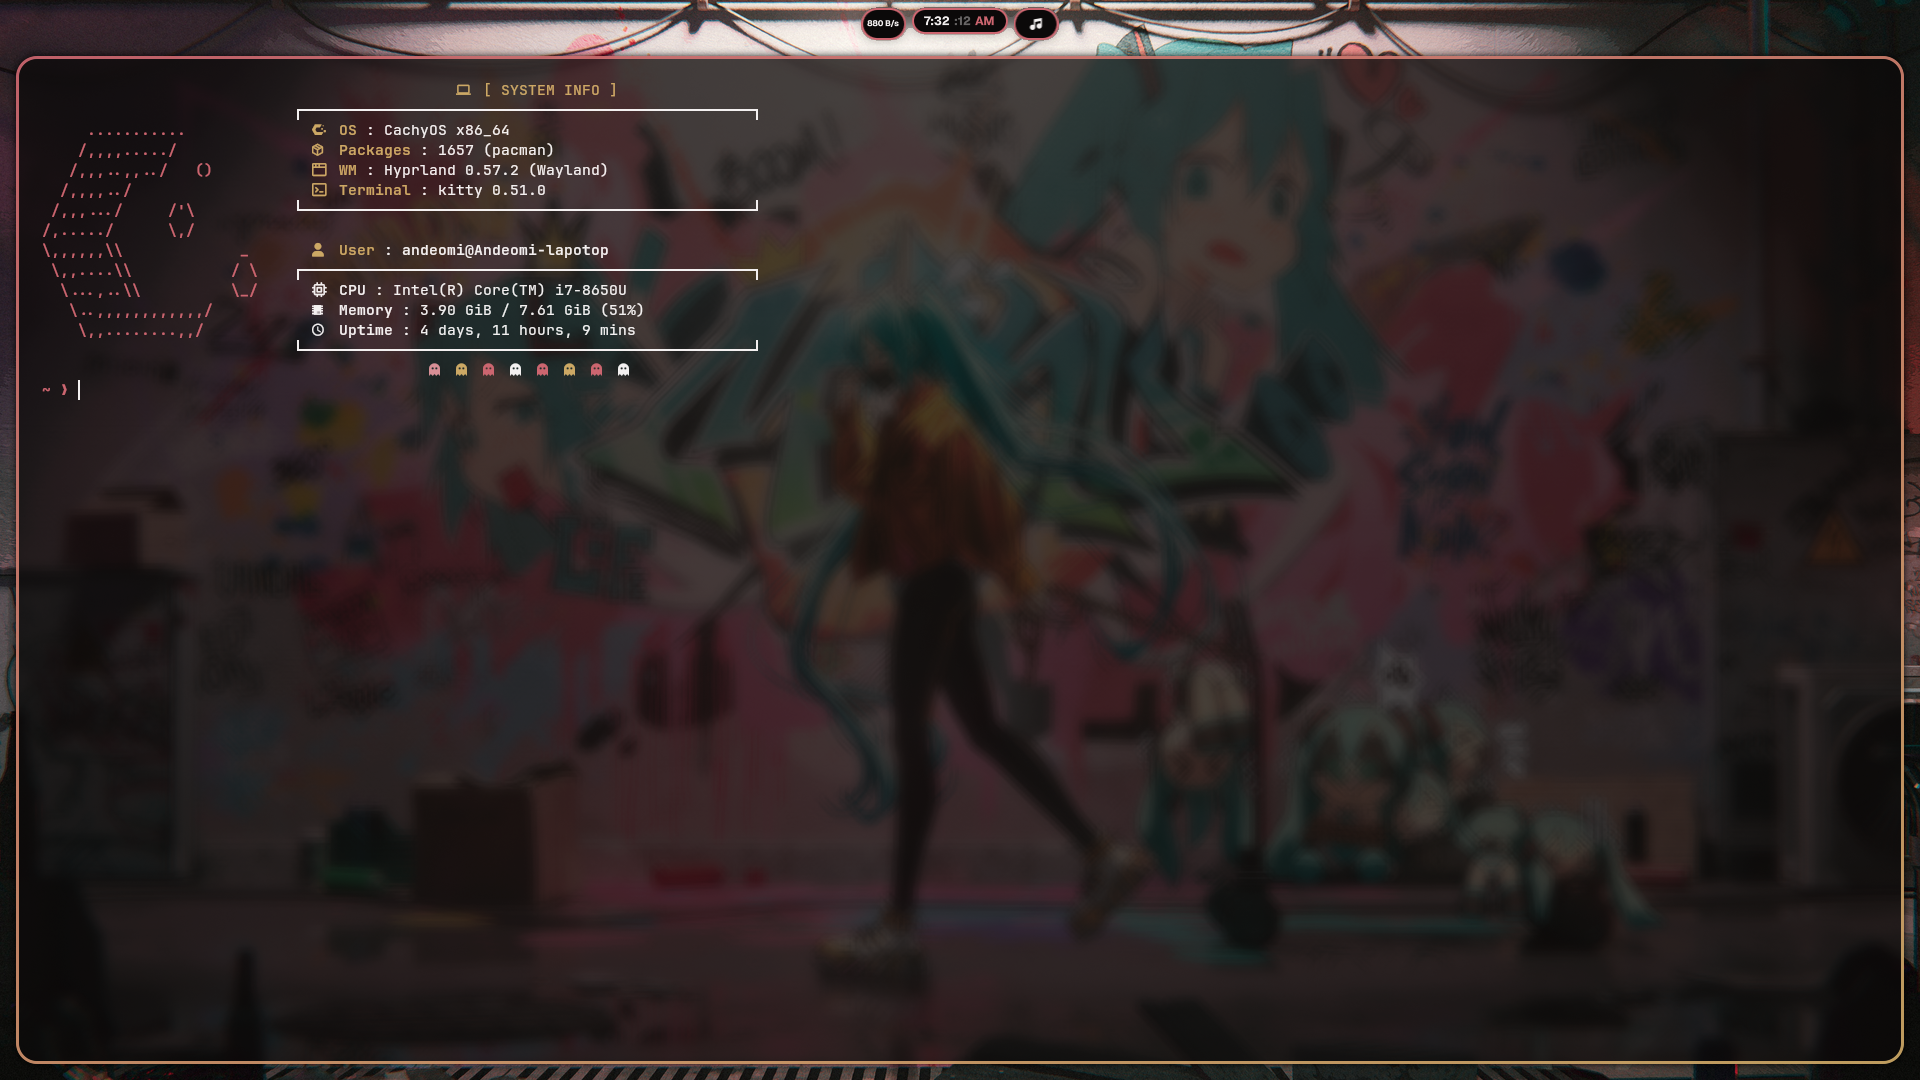 880 B/s
7:32 :12 AM
[ SYSTEM INFO ]
OS : CachyOS x86_64
Packages : 1657 (pacman)
WM : Hyprland 0.57.2 (Wayland)
Terminal : kitty 0.51.0
User : andeomi@Andeomi-lapotop
CPU : Intel(R) Core(TM) i7-8650U
Memory : 3.90 GiB / 7.61 GiB (51%)
Uptime : 4 days, 11 hours, 9 mins
~ ❯